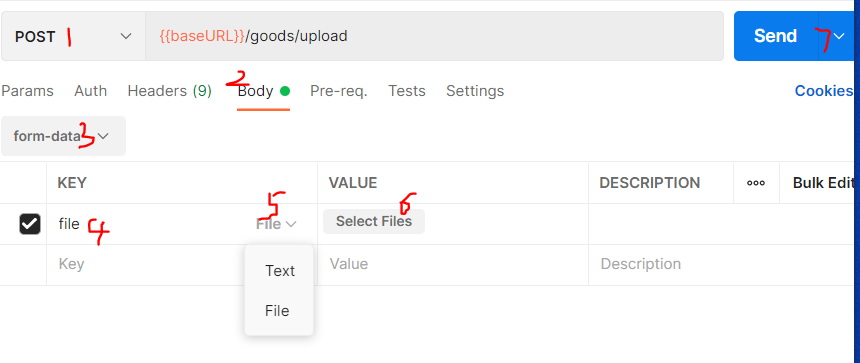 POST 1 {{baseURL}}/goods/upload Send 7
Params Auth Headers (9) 2 Body Pre-req. Tests Settings Cookies
form-data 3
KEY VALUE DESCRIPTION ooo Bulk Edit
file 4 File 5 Select Files 6
Key Value Description
Text
File